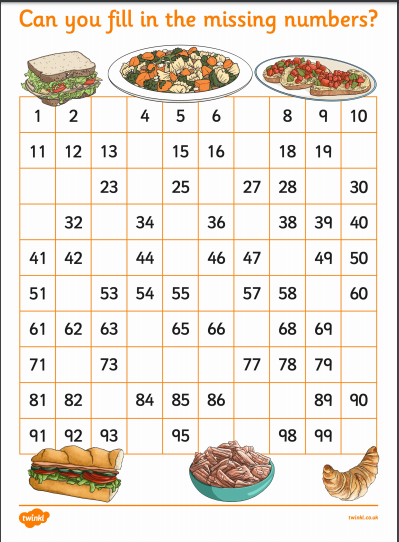 Can you fill in the missing numbers?
1 2 4 5 6 8 9 10
11 12 13 15 16 18 19
23 25 27 28 30
32 34 36 38 39 40
41 42 44 46 47 49 50
51 53 54 55 57 58 60
61 62 63 65 66 68 69
71 73 77 78 79
81 82 84 85 86 89 90
91 92 93 95 98 99
twinkl
twinkl.co.uk